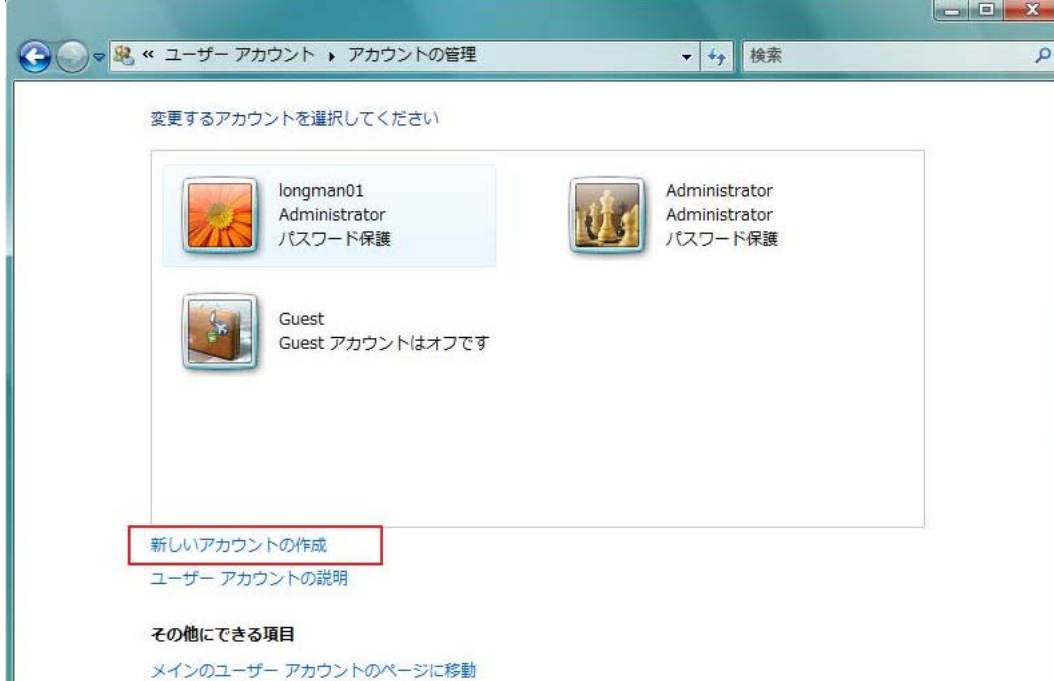 « ユーザー アカウント ▸ アカウントの管理
検索
変更するアカウントを選択してください
longman01
Administrator
パスワード保護
Administrator
Administrator
パスワード保護
Guest
Guest アカウントはオフです
新しいアカウントの作成
ユーザー アカウントの説明
その他にできる項目
メインのユーザー アカウントのページに移動